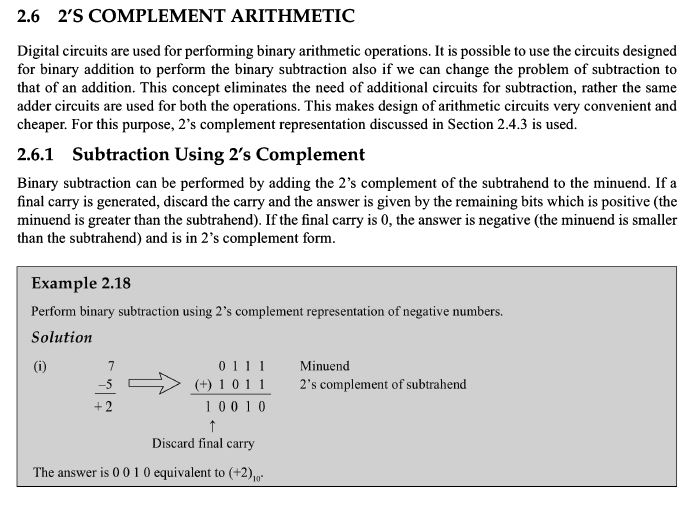 2.6 2'S COMPLEMENT ARITHMETIC
Digital circuits are used for performing binary arithmetic operations. It is possible to use the circuits designed
for binary addition to perform the binary subtraction also if we can change the problem of subtraction to
that of an addition. This concept eliminates the need of additional circuits for subtraction, rather the same
adder circuits are used for both the operations. This makes design of arithmetic circuits very convenient and
cheaper. For this purpose, 2's complement representation discussed in Section 2.4.3 is used.
2.6.1 Subtraction Using 2's Complement
Binary subtraction can be performed by adding the 2's complement of the subtrahend to the minuend. If a
final carry is generated, discard the carry and the answer is given by the remaining bits which is positive (the
minuend is greater than the subtrahend). If the final carry is 0, the answer is negative (the minuend is smaller
than the subtrahend) and is in 2's complement form.
Example 2.18
Perform binary subtraction using 2's complement representation of negative numbers.
Solution
(i) 7 0 1 1 1 Minuend
–5 (+) 1 0 1 1 2's complement of subtrahend
+2 1 0 0 1 0
↑
Discard final carry
The answer is 0 0 1 0 equivalent to (+2)₁₀.